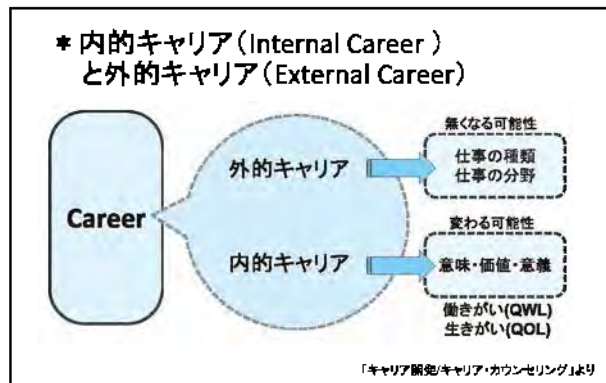 ＊内的キャリア（Internal Career ）
と外的キャリア（External Career）
Career
外的キャリア
内的キャリア
無くなる可能性
仕事の種類
仕事の分野
変わる可能性
意味・価値・意義
働きがい(QWL)
生きがい(QOL)
「キャリア開発/キャリア・カウンセリング」より